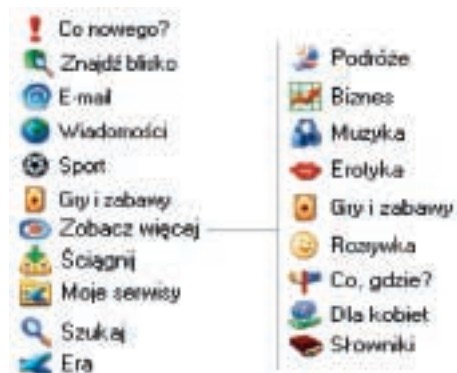 Co nowego?
Znajdź blisko
E-mail
Wiadomości
Sport
Gry i zabawy
Zobacz więcej
Ściągnij
Moje serwisy
Szukaj
Era
Podróże
Biznes
Muzyka
Erotyka
Gry i zabawy
Rozrywka
Co, gdzie?
Dla kobiet
Słowniki